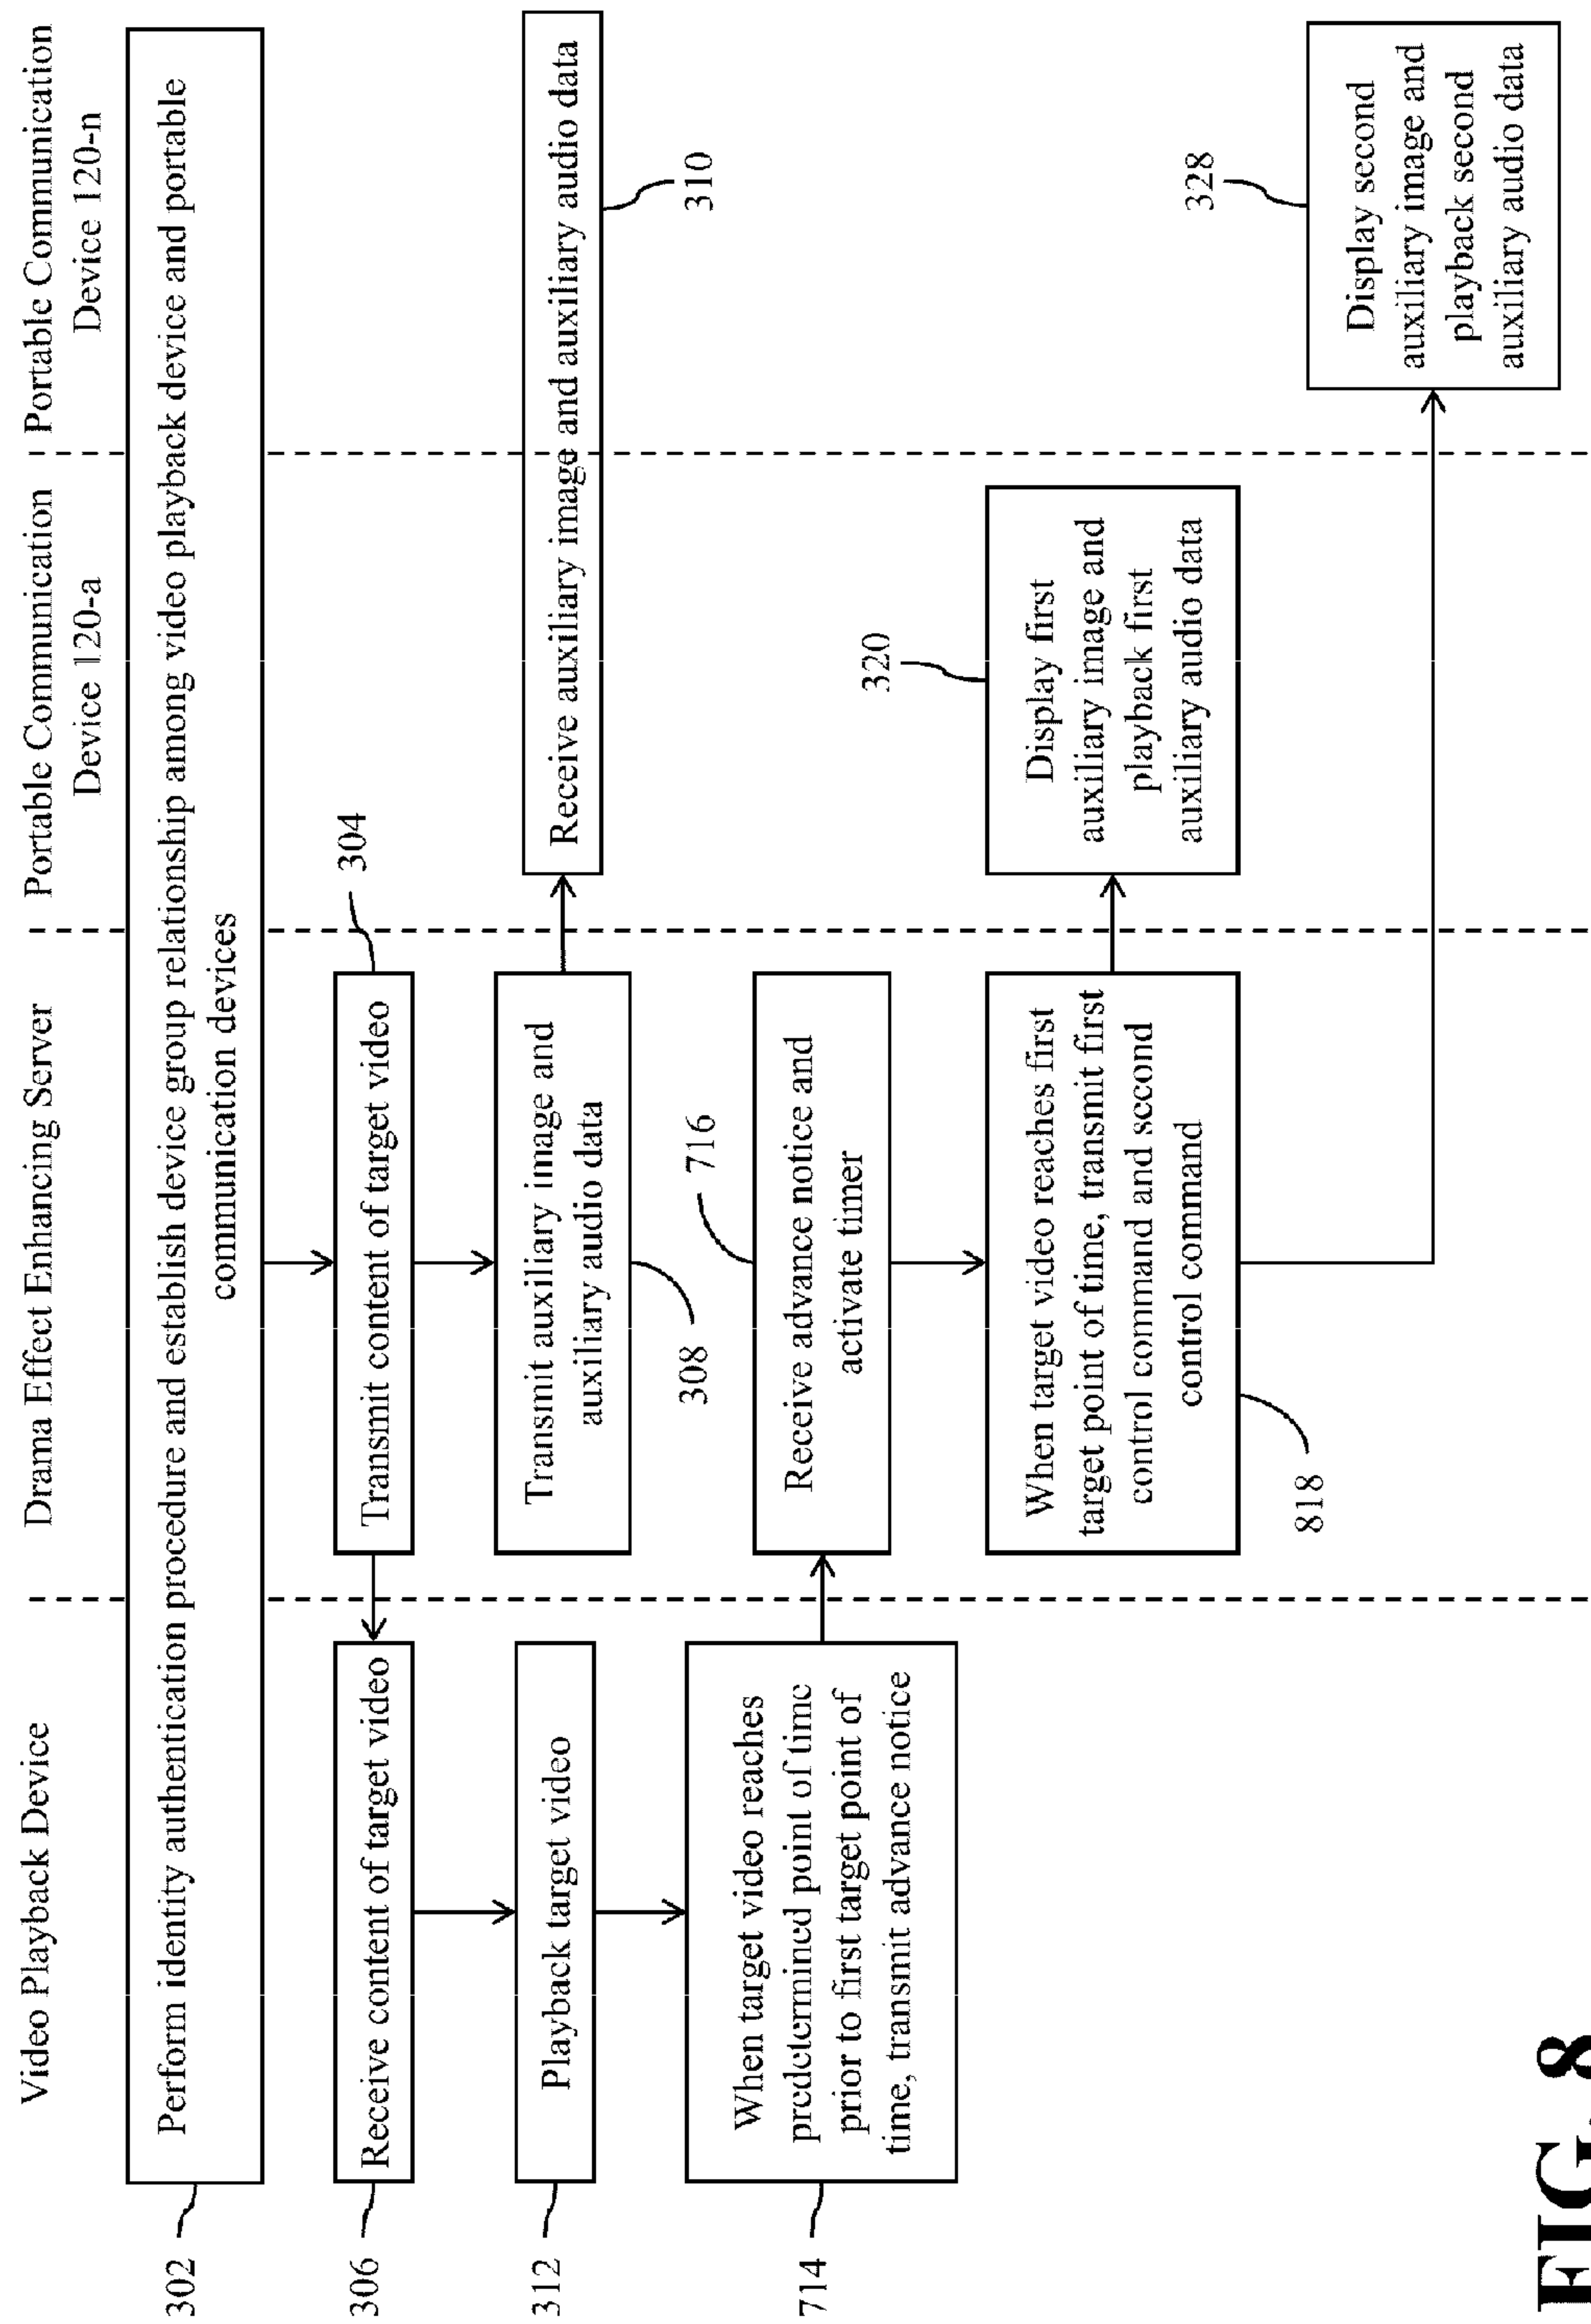 Video Playback Device
Drama Effect Enhancing Server
Portable Communication
Device 120-a
Portable Communication
Device 120-n
302
Perform identity authentication procedure and establish device group relationship among video playback device and portable
communication devices
306
Receive content of target video
Transmit content of target video
304
312
Playback target video
Transmit auxiliary image and
auxiliary audio data
308
Receive auxiliary image and auxiliary audio data
310
714
When target video reaches
predetermined point of time
prior to first target point of
time, transmit advance notice
716
Receive advance notice and
activate timer
When target video reaches first
target point of time, transmit first
control command and second
control command
818
320
Display first
auxiliary image and
playback first
auxiliary audio data
328
Display second
auxiliary image and
playback second
auxiliary audio data
FIG. 8